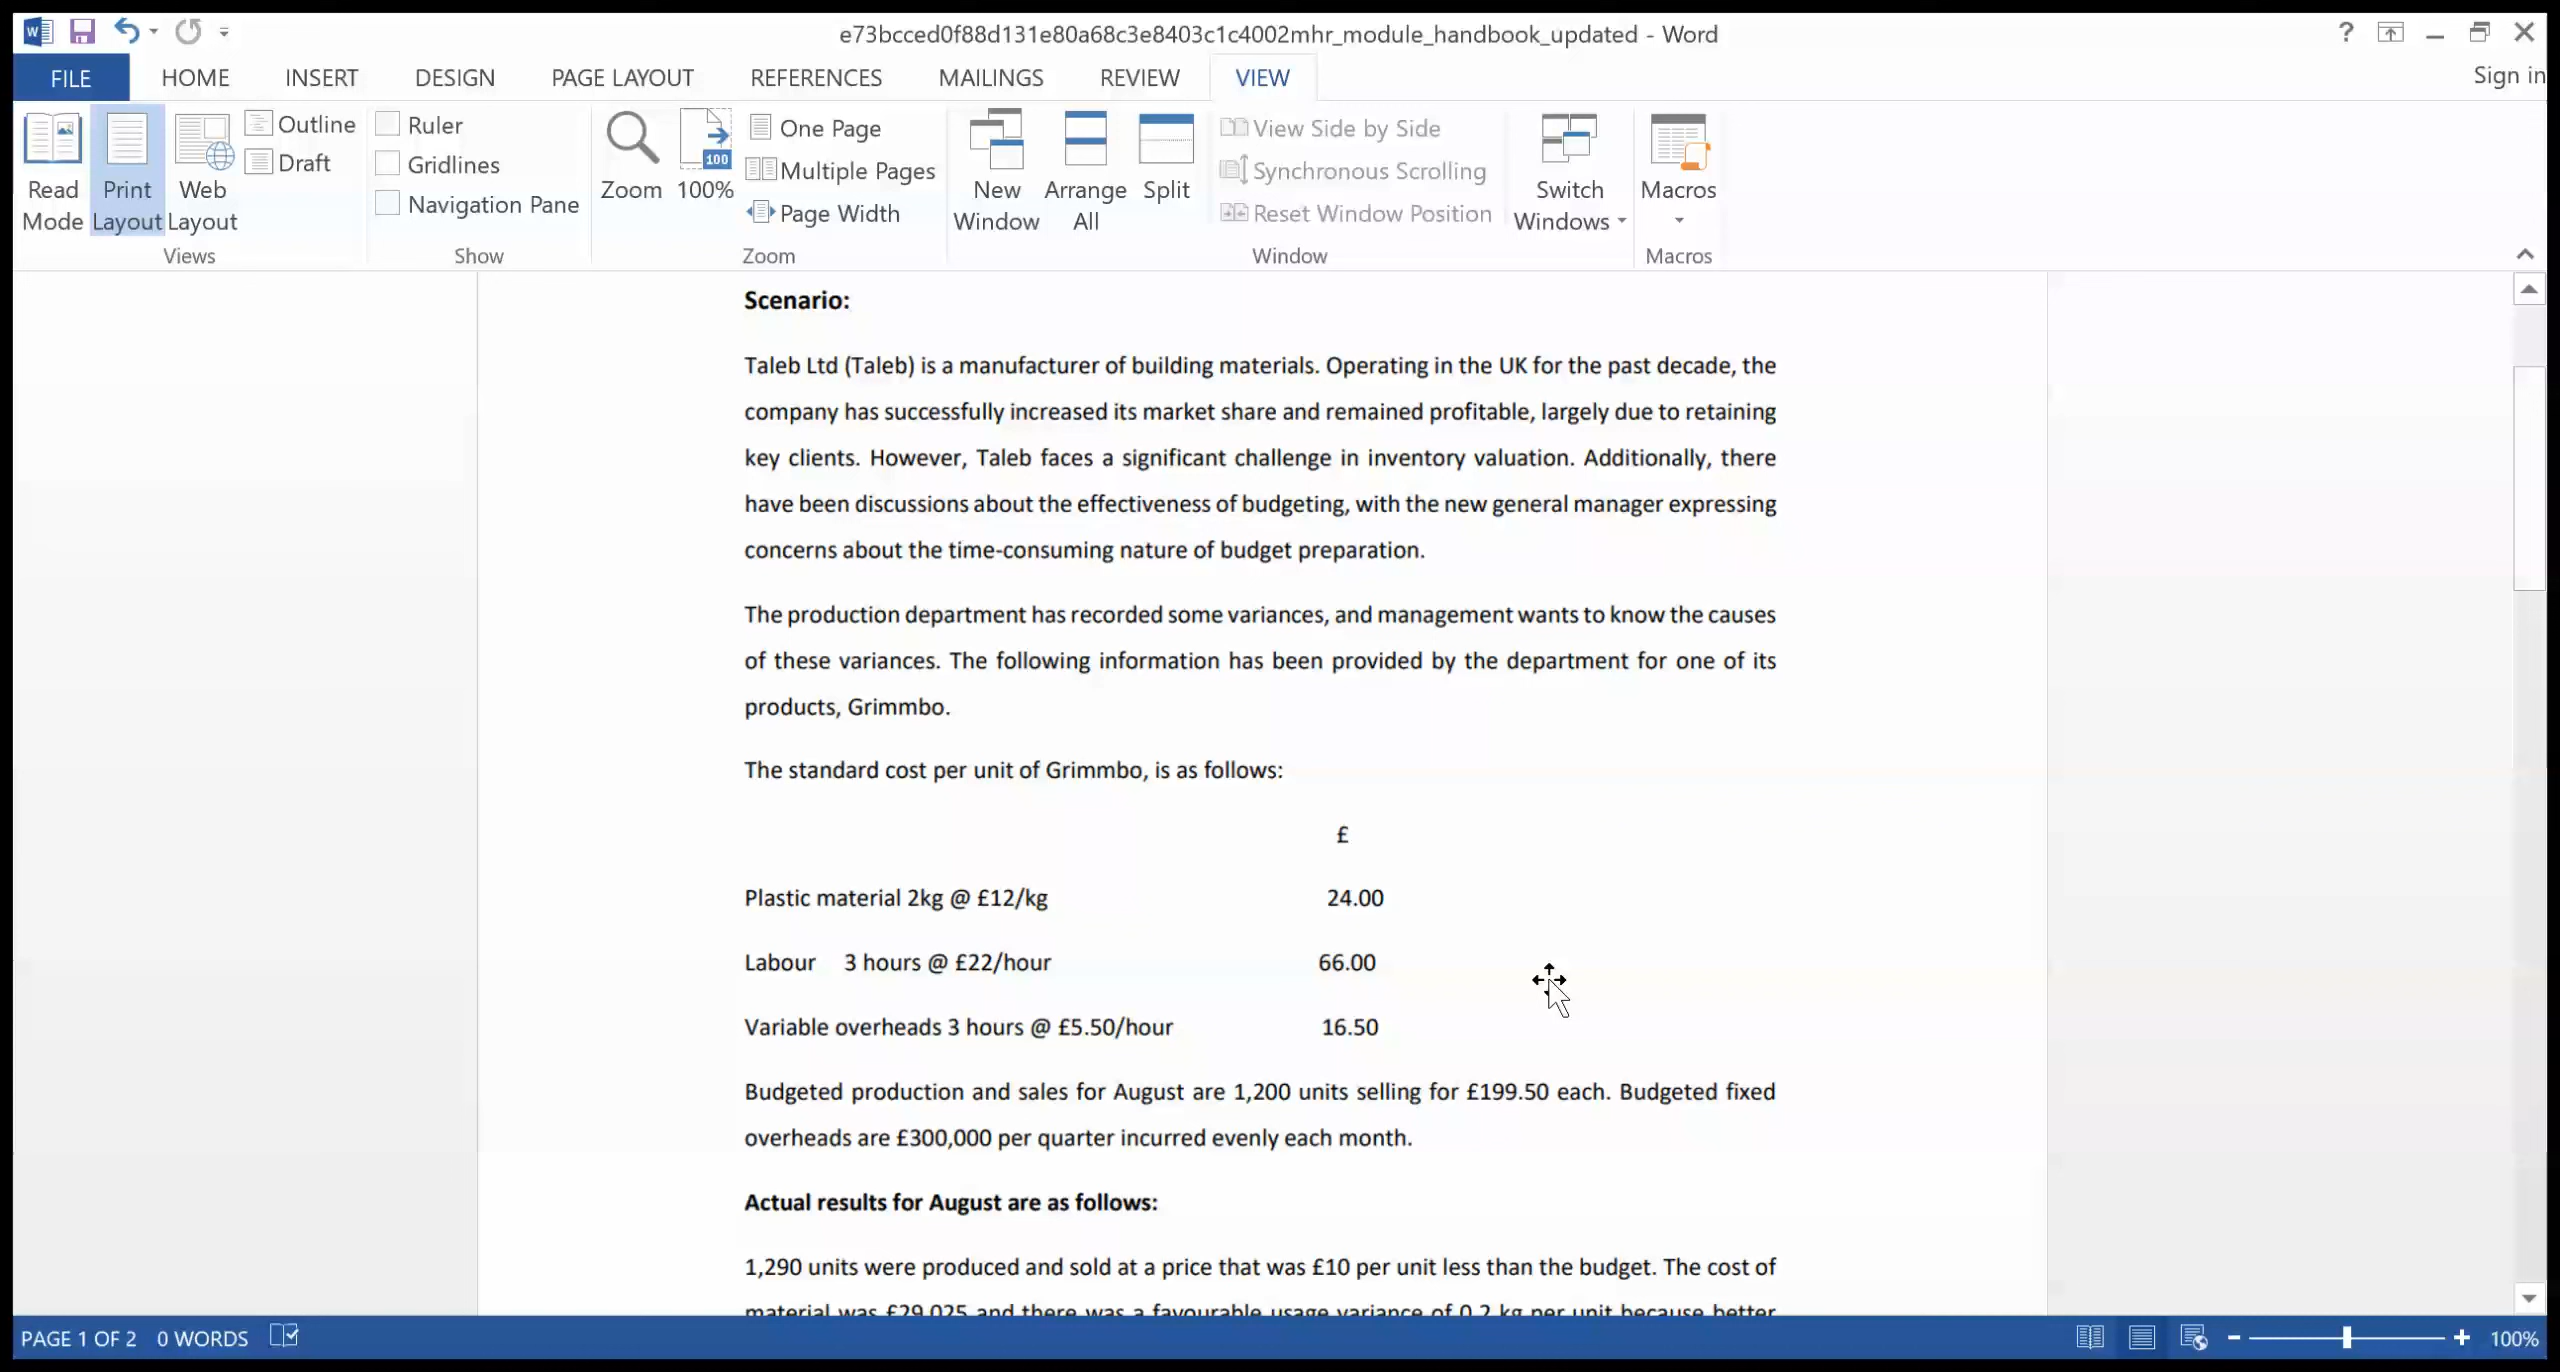 e73bcced0f88d131e80a68c3e8403c1c4002mhr_module_handbook_updated - Word
FILE HOME INSERT DESIGN PAGE LAYOUT REFERENCES MAILINGS REVIEW VIEW Sign in
Read Mode
Print Layout
Web Layout
Outline
Draft
Views
Ruler
Gridlines
Navigation Pane
Show
Zoom
100
100%
One Page
Multiple Pages
Page Width
Zoom
New Window
Arrange All
Split
View Side by Side
Synchronous Scrolling
Reset Window Position
Window
Switch Windows
Macros
Macros
Scenario:
Taleb Ltd (Taleb) is a manufacturer of building materials. Operating in the UK for the past decade, the
company has successfully increased its market share and remained profitable, largely due to retaining
key clients. However, Taleb faces a significant challenge in inventory valuation. Additionally, there
have been discussions about the effectiveness of budgeting, with the new general manager expressing
concerns about the time-consuming nature of budget preparation.
The production department has recorded some variances, and management wants to know the causes
of these variances. The following information has been provided by the department for one of its
products, Grimmbo.
The standard cost per unit of Grimmbo, is as follows:
£
Plastic material 2kg @ £12/kg 24.00
Labour 3 hours @ £22/hour 66.00
Variable overheads 3 hours @ £5.50/hour 16.50
Budgeted production and sales for August are 1,200 units selling for £199.50 each. Budgeted fixed
overheads are £300,000 per quarter incurred evenly each month.
Actual results for August are as follows:
1,290 units were produced and sold at a price that was £10 per unit less than the budget. The cost of
material was £29,025 and there was a favourable usage variance of 0.2 kg per unit because better
PAGE 1 OF 2 0 WORDS 100%